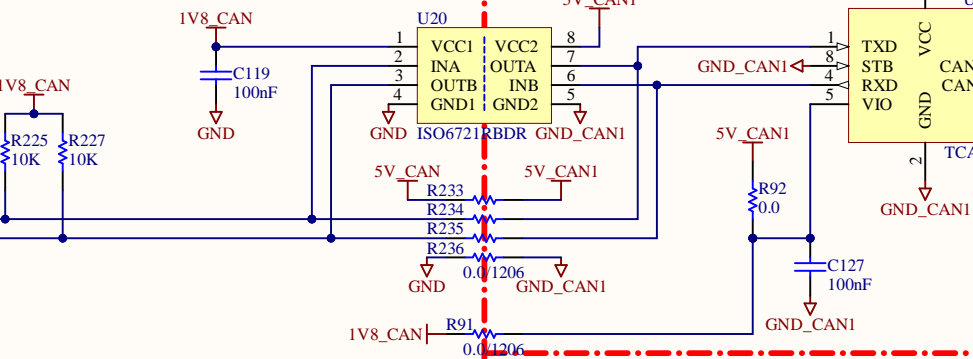 5V_CAN1
1V8_CAN
U20
1
VCC1
VCC2
8
2
INA
OUTA
7
3
OUTB
INB
6
4
GND1
GND2
5
C119
100nF
GND
GND
ISO6721RBDR
GND_CAN1
1
TXD
VCC
GND_CAN1
8
STB
CAN
4
RXD
CAN
5
VIO
GND
2
TCA
GND_CAN1
1V8_CAN
R225
10K
R227
10K
5V_CAN
5V_CAN1
R233
R234
R235
R236
0.0/1206
GND
GND_CAN1
5V_CAN1
R92
0.0
C127
100nF
GND_CAN1
1V8_CAN
R91
0.0/1206